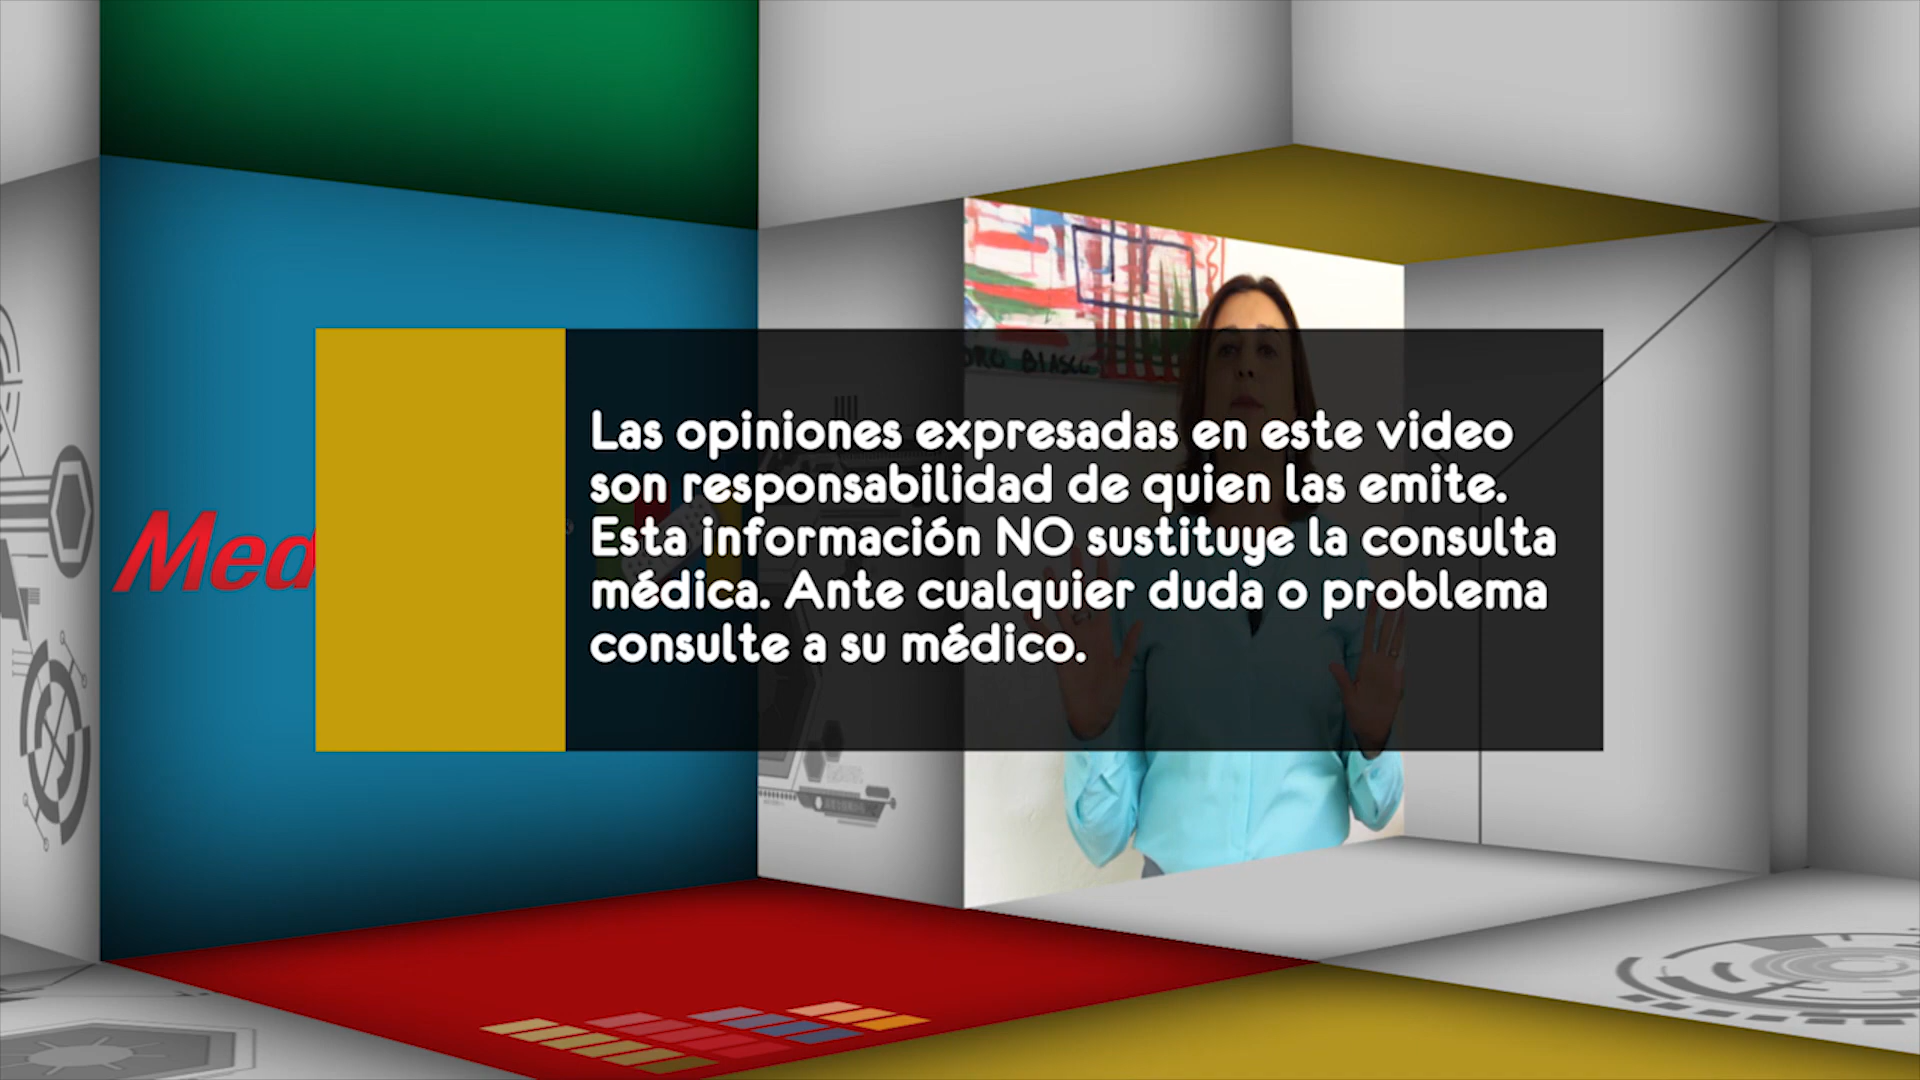 Las opiniones expresadas en este video
son responsabilidad de quien las emite.
Esta información NO sustituye la consulta
médica. Ante cualquier duda o problema
consulte a su médico.
Med